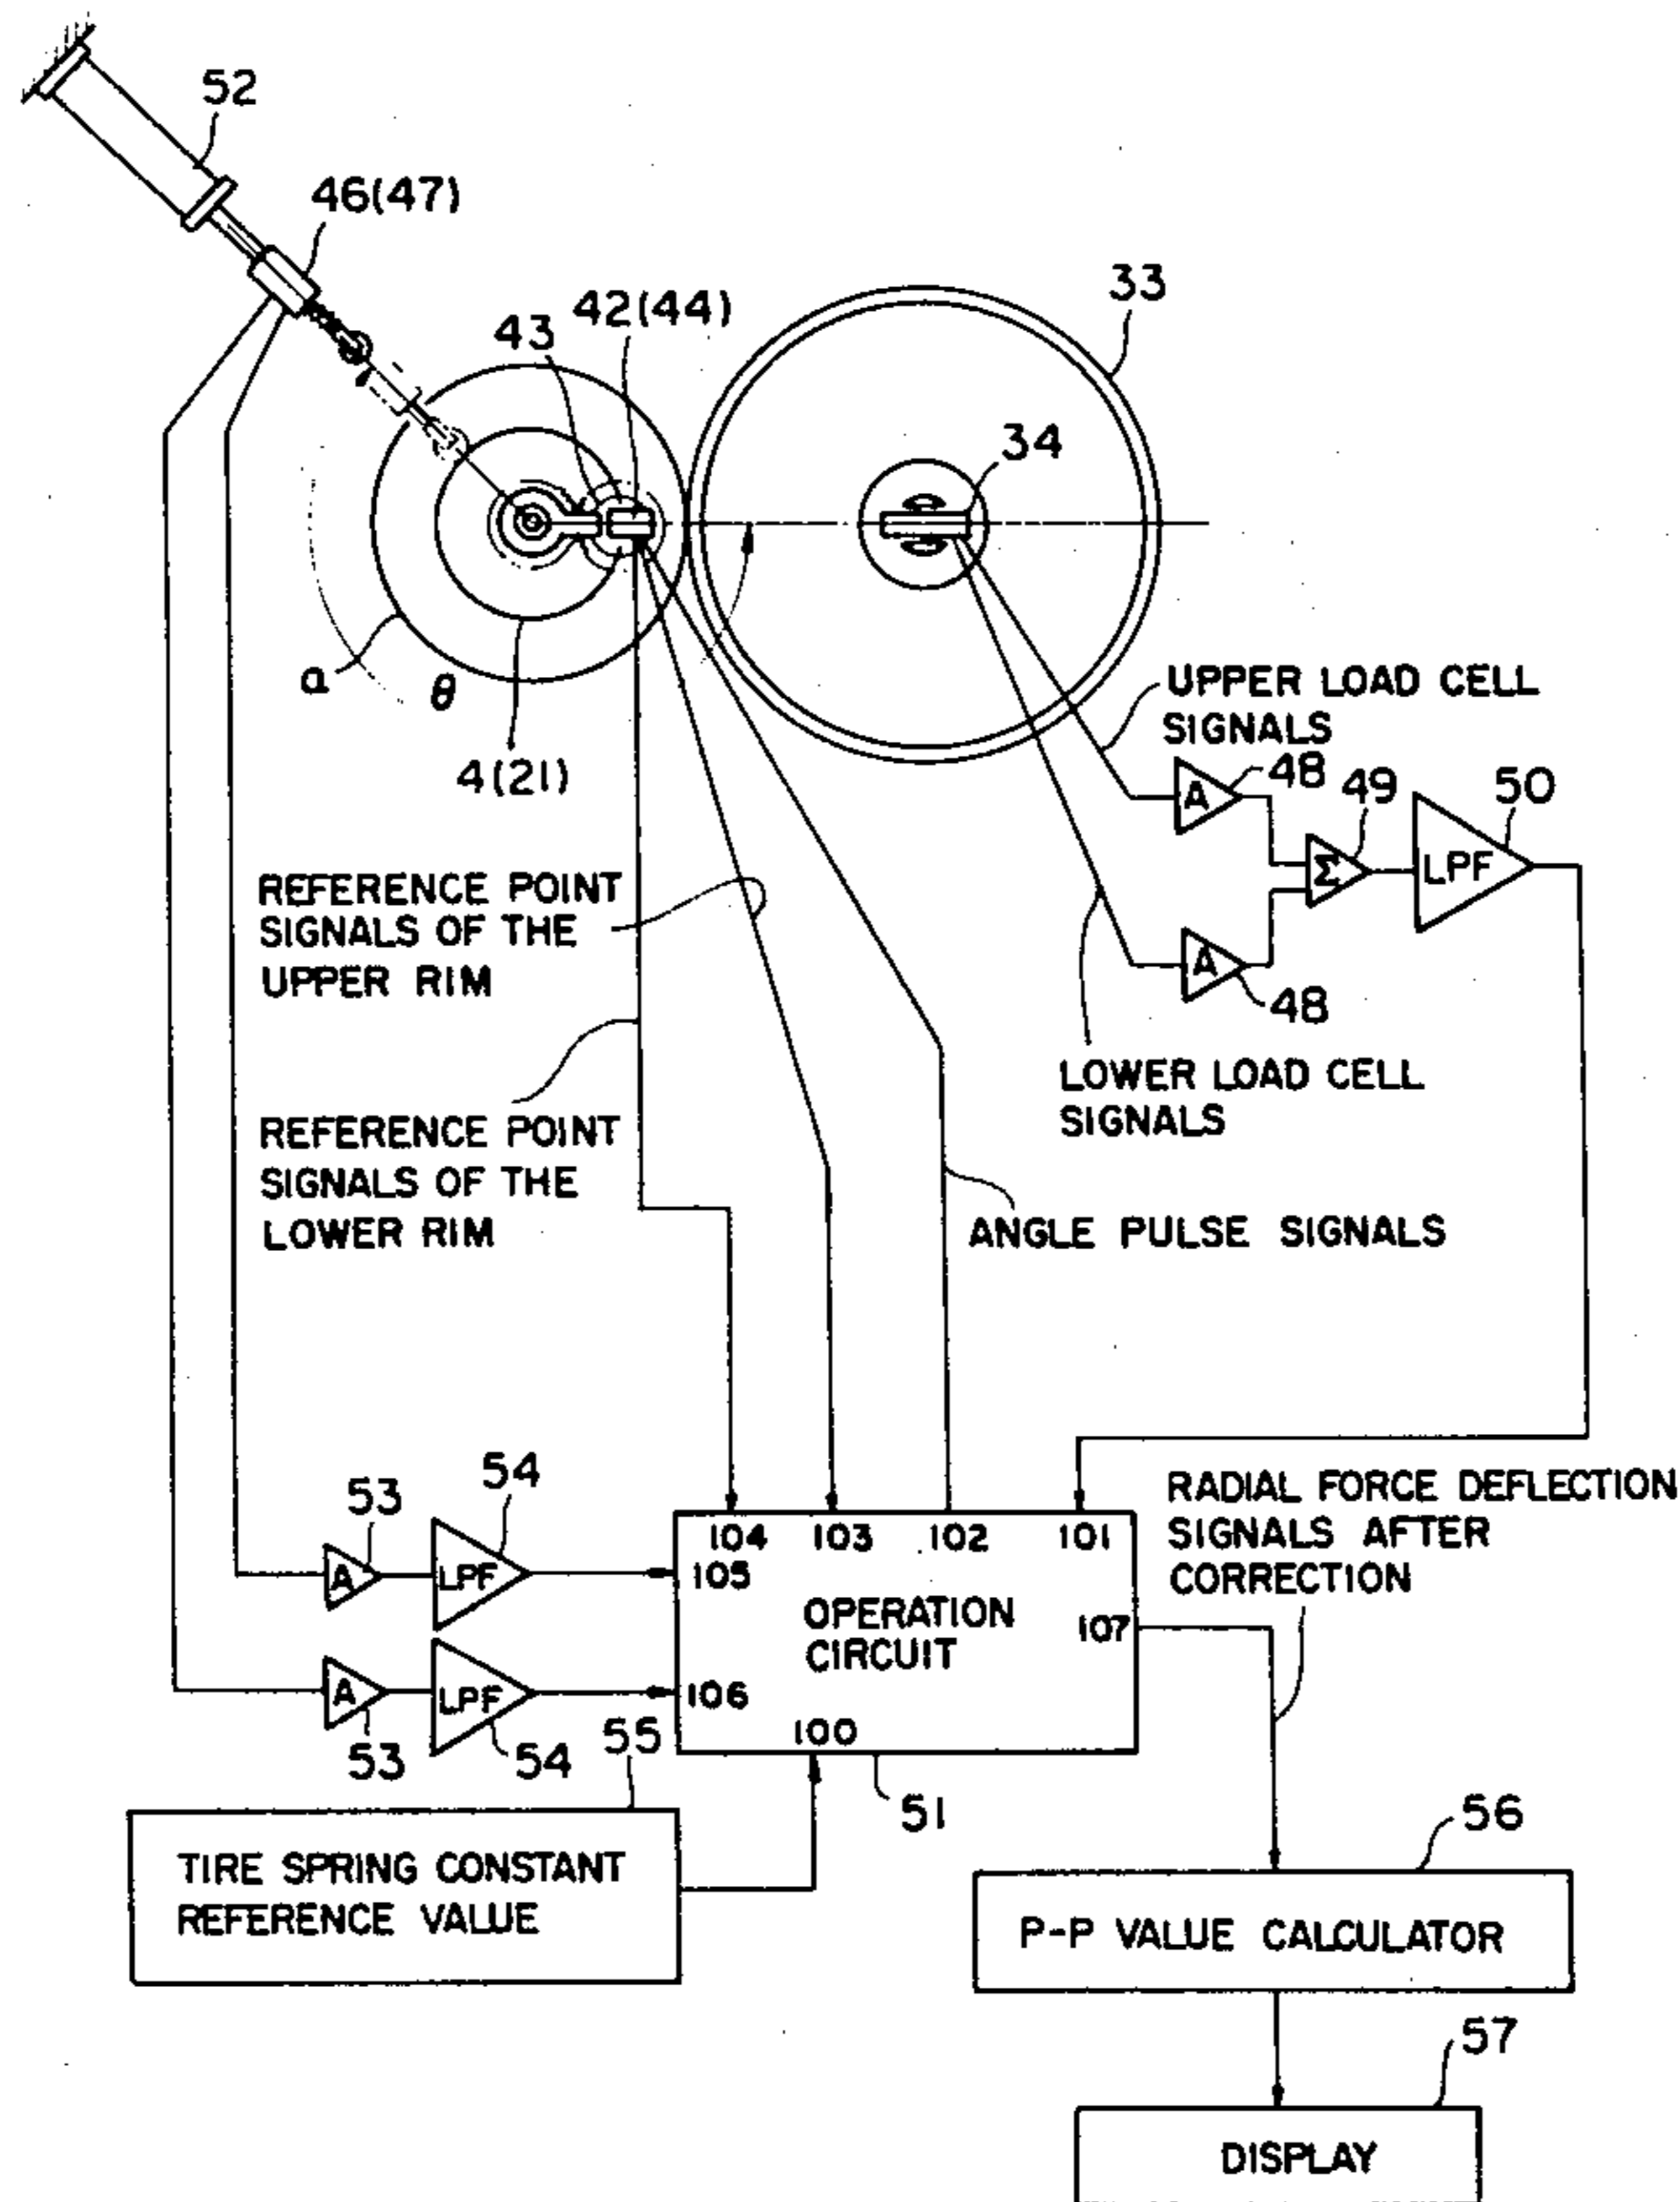 52
46(47)
42(44)
43
33
34
a
θ
4(21)
UPPER LOAD CELL
SIGNALS
48
49
50
A
Σ
LPF
A
48
REFERENCE POINT
SIGNALS OF THE
UPPER RIM
LOWER LOAD CELL
SIGNALS
REFERENCE POINT
SIGNALS OF THE
LOWER RIM
ANGLE PULSE SIGNALS
RADIAL FORCE DEFLECTION
SIGNALS AFTER
CORRECTION
53
54
A
LPF
104
103
102
101
105
OPERATION
CIRCUIT
107
A
LPF
106
100
53
54
55
51
TIRE SPRING CONSTANT
REFERENCE VALUE
56
P-P VALUE CALCULATOR
57
DISPLAY